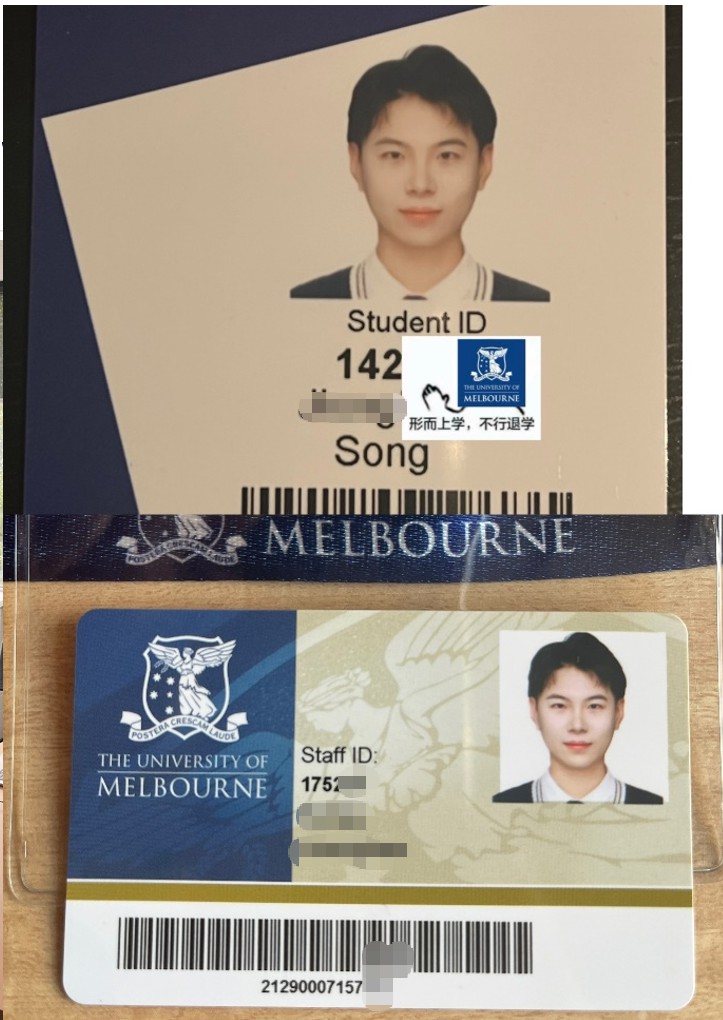 Student ID
142
THE UNIVERSITY OF
MELBOURNE
形而上学，不行退学
Song
POSTERA CRESCAM LAUDE
MELBOURNE
POSTERA CRESCAM LAUDE
THE UNIVERSITY OF
MELBOURNE
Staff ID:
1752
21290007157